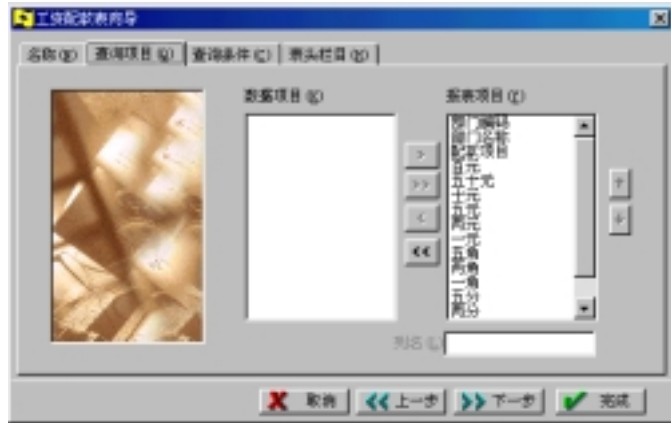 工资配款表向导
名称(N) 查询项目(Q) 查询条件(C) 表头栏目(H)
数据项目(K) 报表项目(I)
部门编码
部门名称
配款项目
百元
五十元
十元
五元
两元
一元
五角
两角
一角
五分
两分
> 
>>
<
<<
列名(L)
取消 上一步 下一步 完成